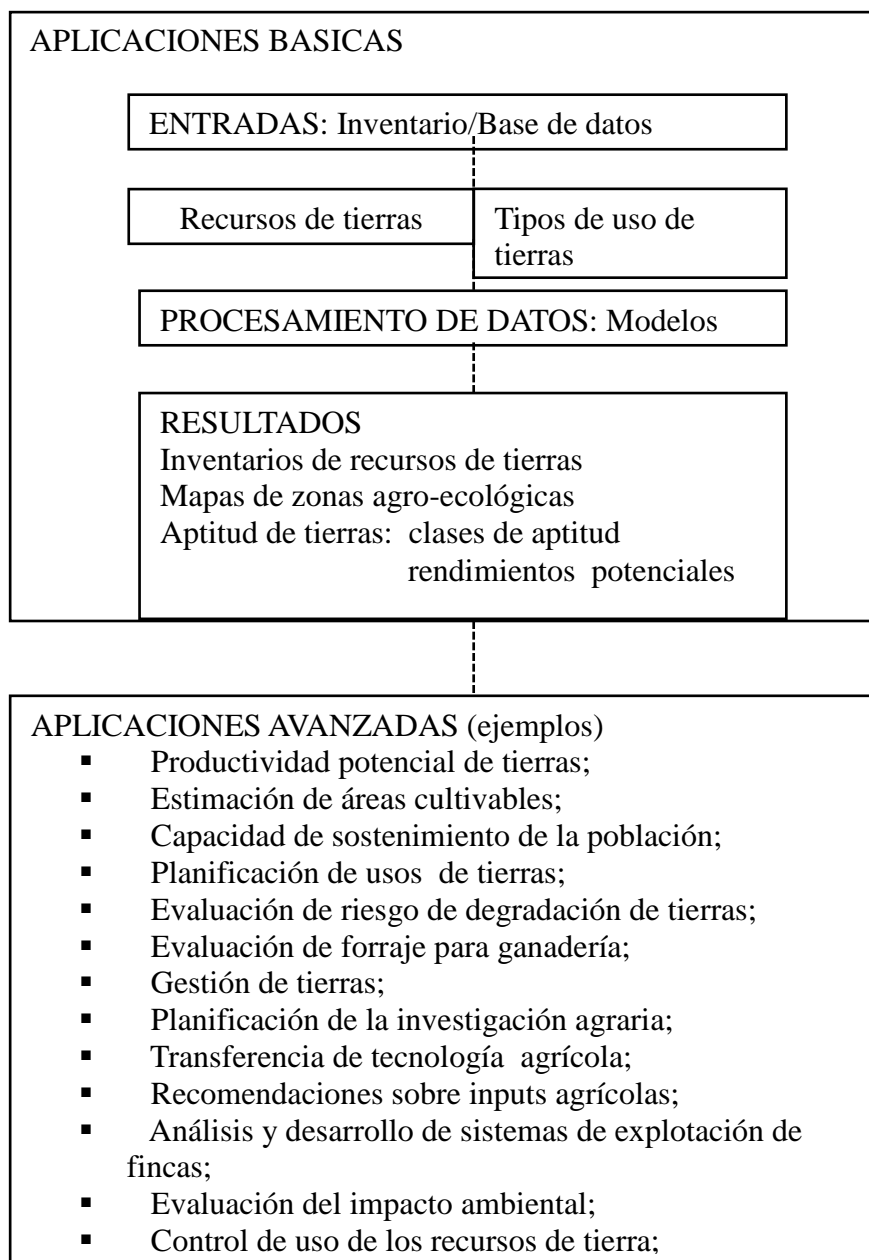 APLICACIONES BASICAS
ENTRADAS: Inventario/Base de datos
Recursos de tierras
Tipos de uso de
tierras
PROCESAMIENTO DE DATOS: Modelos
RESULTADOS
Inventarios de recursos de tierras
Mapas de zonas agro-ecológicas
Aptitud de tierras: clases de aptitud
rendimientos potenciales
APLICACIONES AVANZADAS (ejemplos)
▪ Productividad potencial de tierras;
▪ Estimación de áreas cultivables;
▪ Capacidad de sostenimiento de la población;
▪ Planificación de usos de tierras;
▪ Evaluación de riesgo de degradación de tierras;
▪ Evaluación de forraje para ganadería;
▪ Gestión de tierras;
▪ Planificación de la investigación agraria;
▪ Transferencia de tecnología agrícola;
▪ Recomendaciones sobre inputs agrícolas;
▪ Análisis y desarrollo de sistemas de explotación de
fincas;
▪ Evaluación del impacto ambiental;
▪ Control de uso de los recursos de tierra;